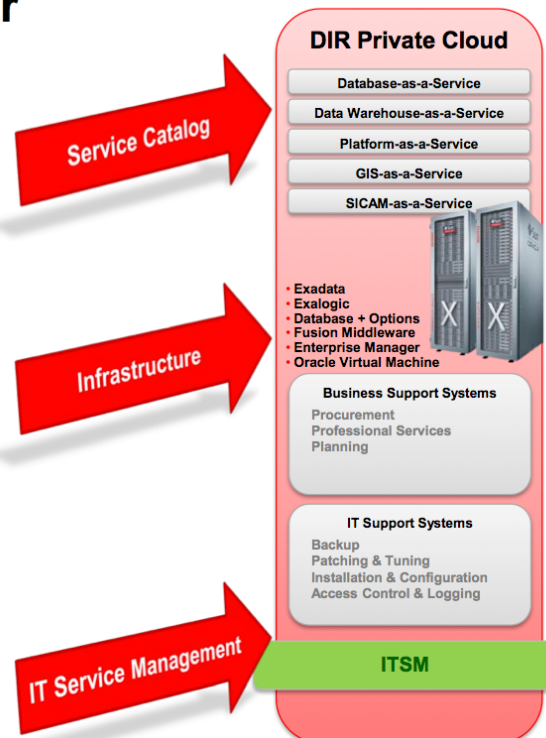 r
DIR Private Cloud
Database-as-a-Service
Data Warehouse-as-a-Service
Platform-as-a-Service
GIS-as-a-Service
SICAM-as-a-Service
Service Catalog
• Exadata
• Exalogic
• Database + Options
• Fusion Middleware
• Enterprise Manager
• Oracle Virtual Machine
X X
Infrastructure
Business Support Systems
Procurement
Professional Services
Planning
IT Support Systems
Backup
Patching & Tuning
Installation & Configuration
Access Control & Logging
IT Service Management
ITSM